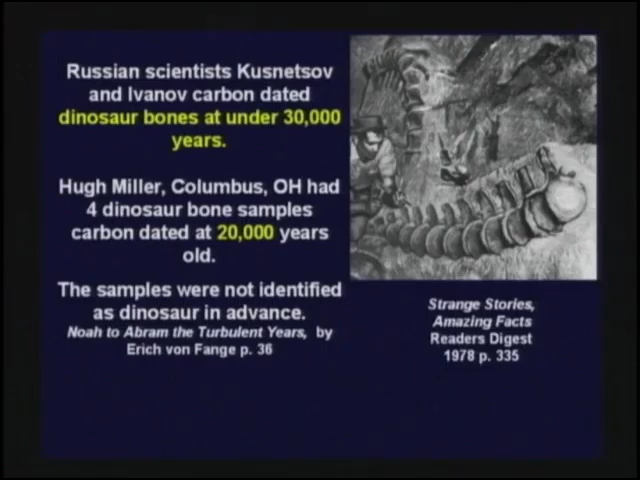 Russian scientists Kusnetsov
and Ivanov carbon dated
dinosaur bones at under 30,000
years.
Hugh Miller, Columbus, OH had
4 dinosaur bone samples
carbon dated at 20,000 years
old.
The samples were not identified
as dinosaur in advance.
Noah to Abram the Turbulent Years, by
Erich von Fange p. 36
Strange Stories,
Amazing Facts
Readers Digest
1978 p. 335